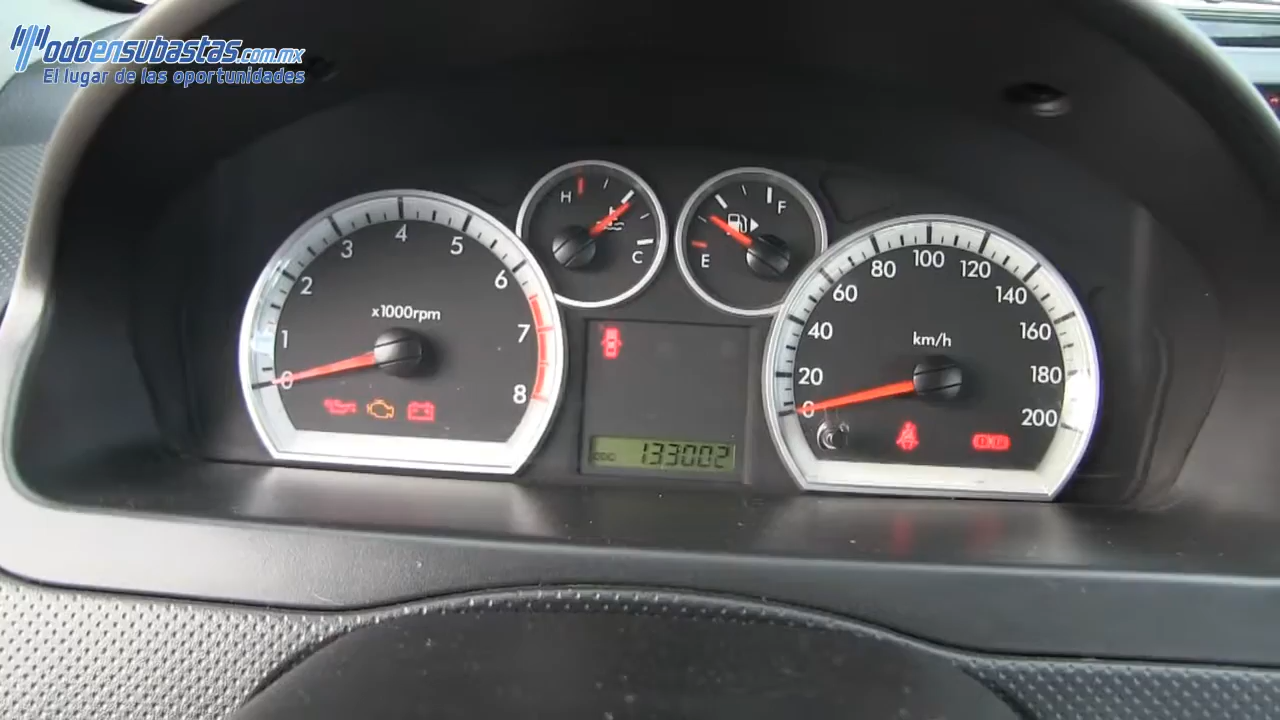 Todoensubastas.com.mx
El lugar de las oportunidades
0 1 2 3 4 5 6 7 8
x1000rpm
H C
E F
ODO 133002
0 20 40 60 80 100 120 140 160 180 200
km/h